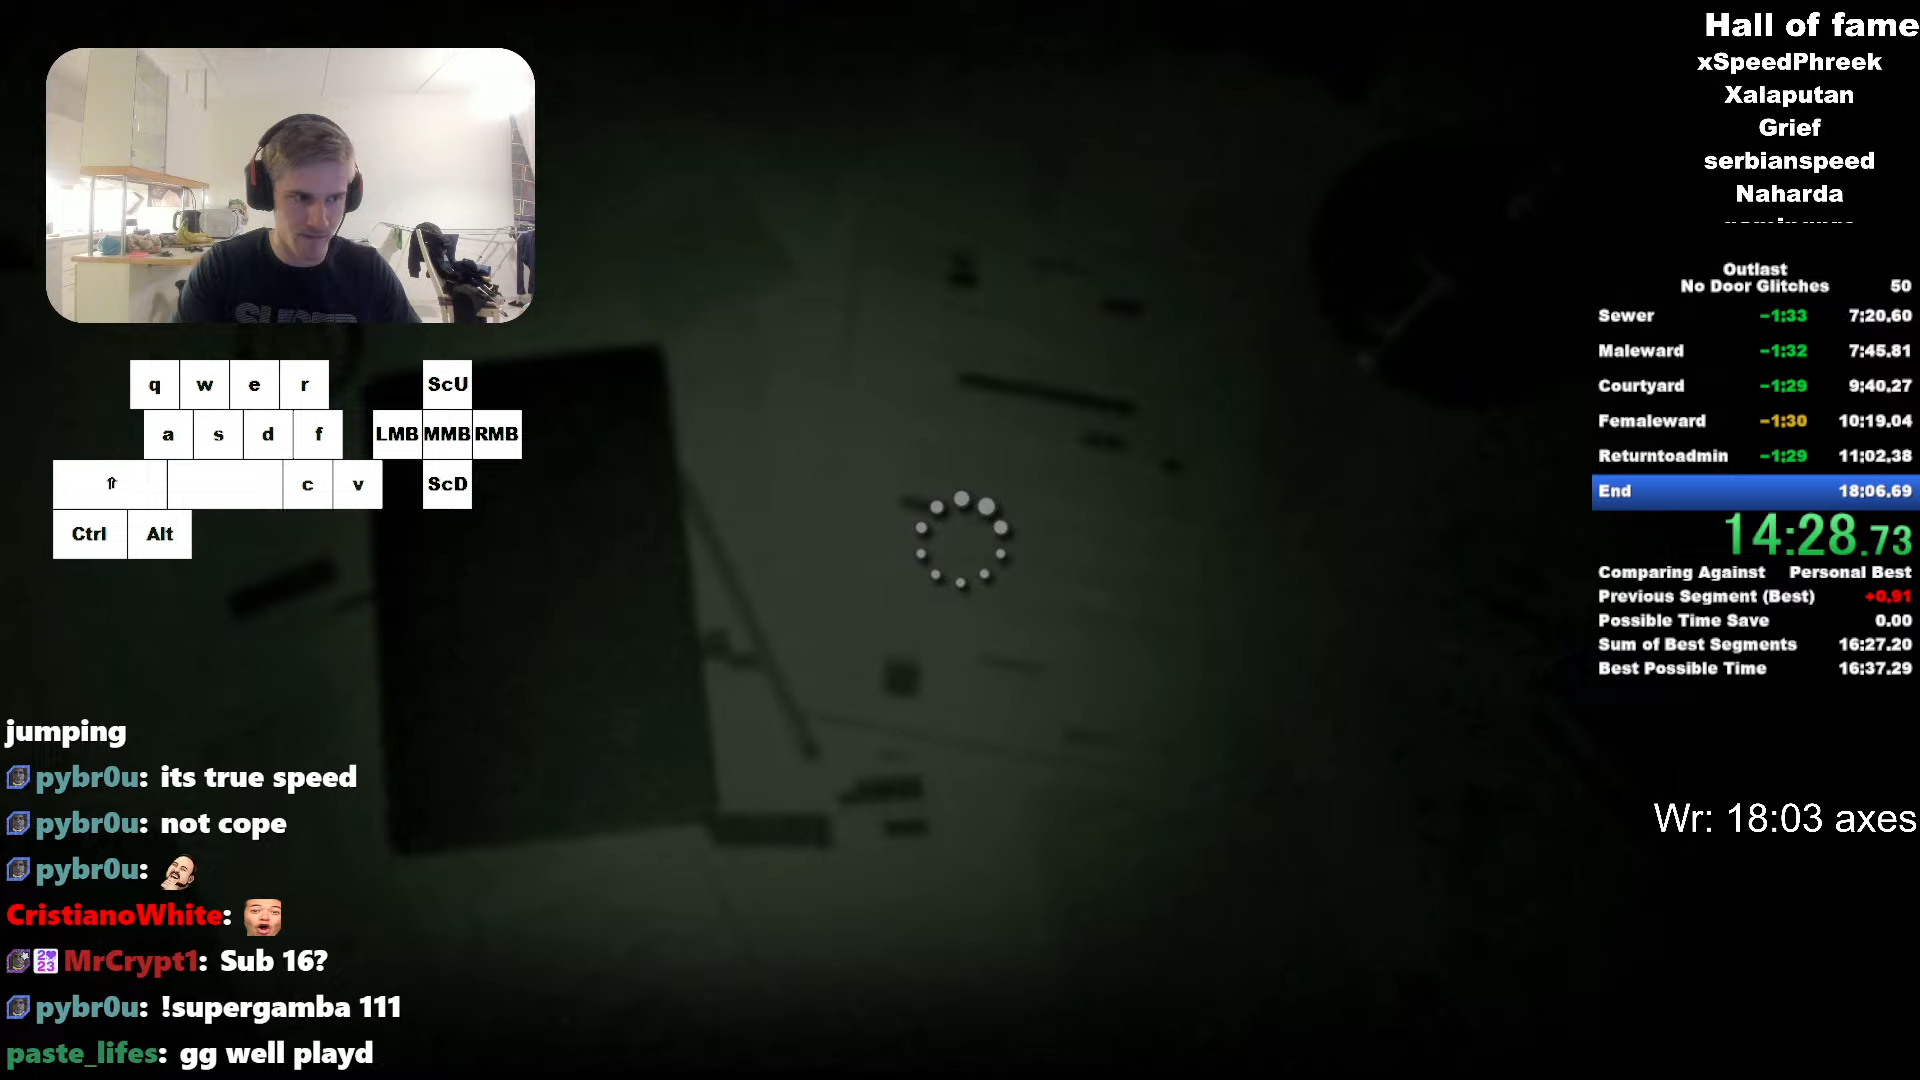 Hall of fame
xSpeedPhreek
Xalaputan
Grief
serbianspeed
Naharda
Outlast
No Door Glitches 50
Sewer -1:33 7:20.60
Maleward -1:32 7:45.81
Courtyard -1:29 9:40.27
Femaleward -1:30 10:19.04
Returntoadmin -1:29 11:02.38
End 18:06.69
14:28.73
Comparing Against Personal Best
Previous Segment (Best) +0.91
Possible Time Save 0.00
Sum of Best Segments 16:27.20
Best Possible Time 16:37.29
Wr: 18:03 axes
q w e r ScU
a s d f LMB MMB RMB
⇧ c v ScD
Ctrl Alt
jumping
pybr0u: its true speed
pybr0u: not cope
pybr0u:
CristianoWhite:
MrCrypt1: Sub 16?
pybr0u: !supergamba 111
paste_lifes: gg well playd